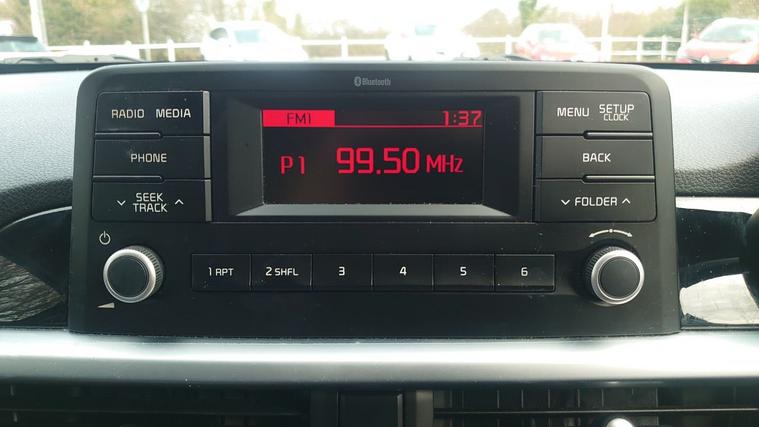 Bluetooth
RADIO MEDIA
FM1 1:37
MENU SETUP
CLOCK
PHONE
P1 99.50 MHz
BACK
SEEK
TRACK
FOLDER
1 RPT 2 SHFL 3 4 5 6